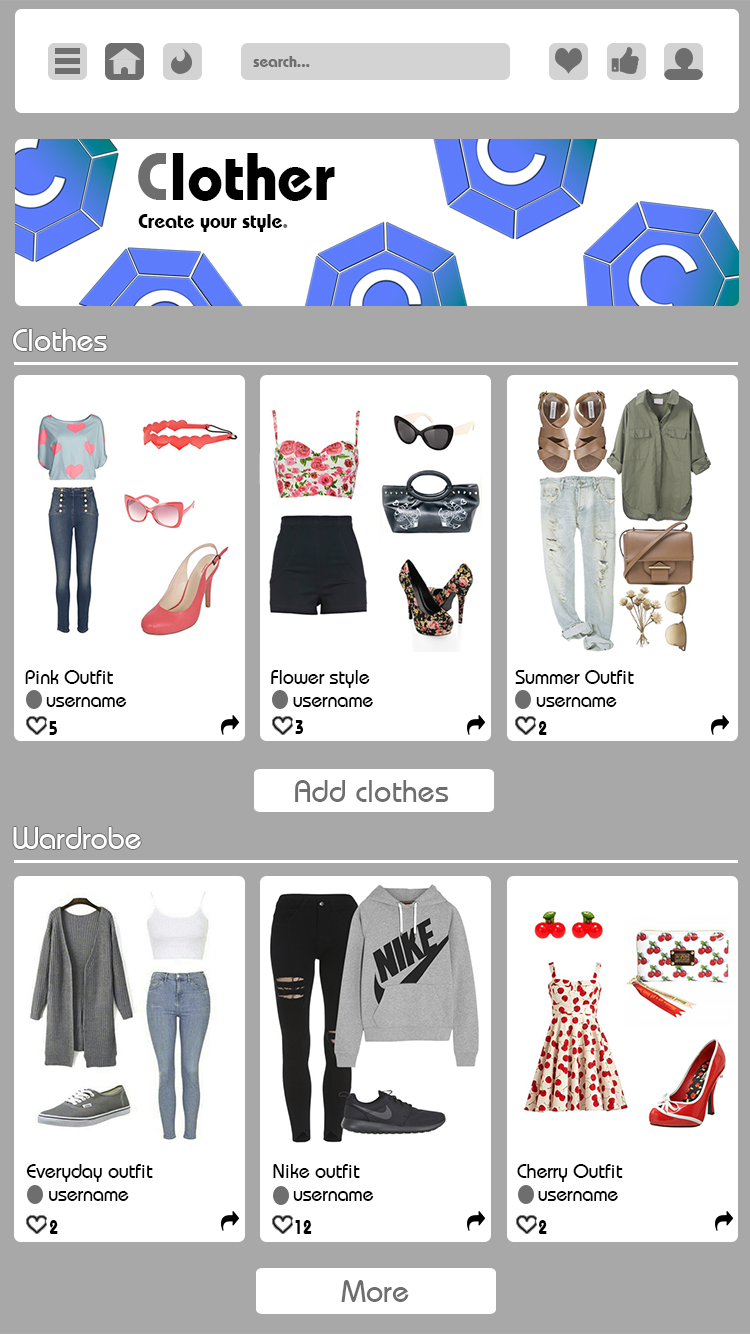 search...
C
C
C
C
C
Clother
Create your style.
Clothes
Pink Outfit
username
5
Flower style
username
3
Summer Outfit
username
2
Add clothes
Wardrobe
NIKE
Everyday outfit
username
2
Nike outfit
username
12
Cherry Outfit
username
2
More